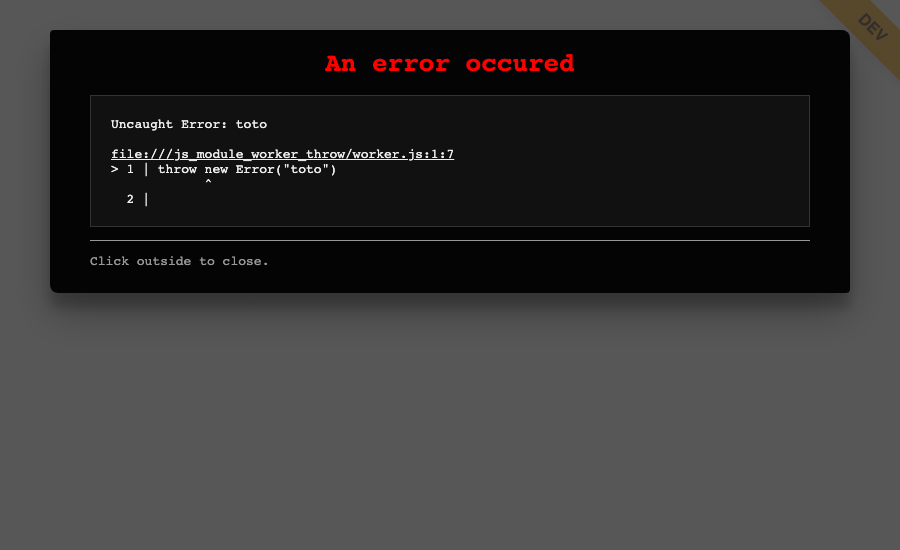 DEV
An error occured
Uncaught Error: toto
file:///js_module_worker_throw/worker.js:1:7
> 1 | throw new Error("toto")
            ^
  2 |
Click outside to close.